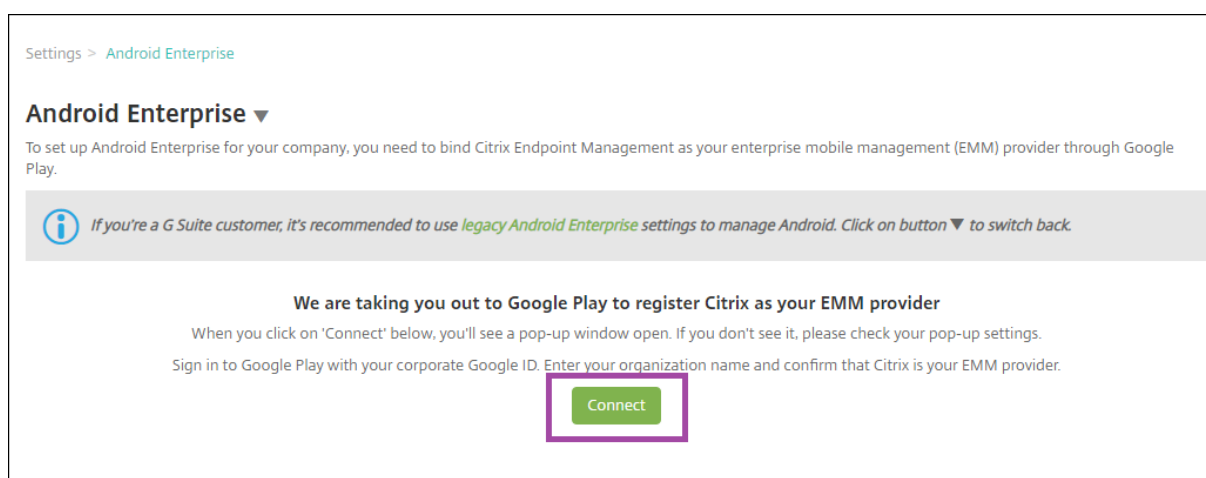 Settings > Android Enterprise
Android Enterprise ▼
To set up Android Enterprise for your company, you need to bind Citrix Endpoint Management as your enterprise mobile management (EMM) provider through Google
Play.
If you're a G Suite customer, it's recommended to use legacy Android Enterprise settings to manage Android. Click on button ▼ to switch back.
We are taking you out to Google Play to register Citrix as your EMM provider
When you click on 'Connect' below, you'll see a pop-up window open. If you don't see it, please check your pop-up settings.
Sign in to Google Play with your corporate Google ID. Enter your organization name and confirm that Citrix is your EMM provider.
Connect